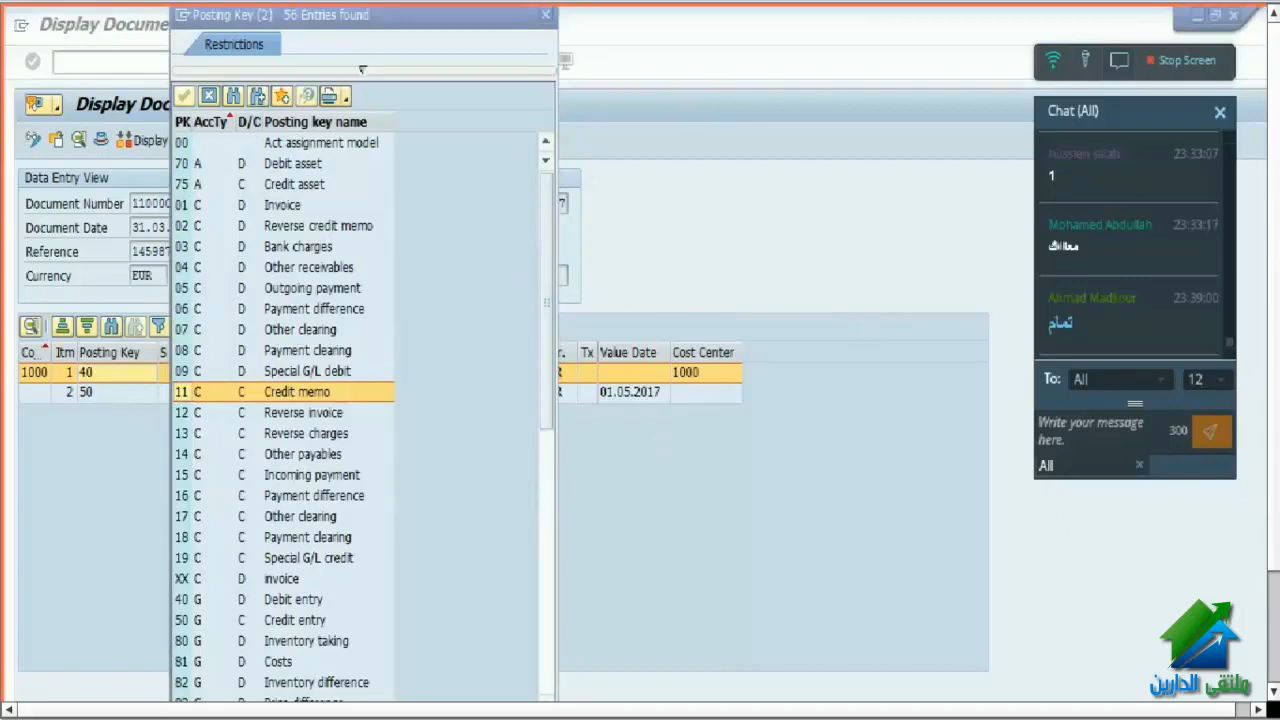 Display Docume
Posting Key (2) 56 Entries found
Restrictions
Display Doc
Display
Data Entry View
Document Number 110000
Document Date 31.03.
Reference 145987
Currency EUR
7
PK AccTy D/C Posting key name
00 Act assignment model
70 A D Debit asset
75 A C Credit asset
01 C D Invoice
02 C D Reverse credit memo
03 C D Bank charges
04 C D Other receivables
05 C D Outgoing payment
06 C D Payment difference
07 C D Other clearing
08 C D Payment clearing
09 C D Special G/L debit
11 C C Credit memo
12 C C Reverse invoice
13 C C Reverse charges
14 C C Other payables
15 C C Incoming payment
16 C C Payment difference
17 C C Other clearing
18 C C Payment clearing
19 C C Special G/L credit
XX C D invoice
40 G D Debit entry
50 G C Credit entry
80 G D Inventory taking
81 G D Costs
82 G D Inventory difference
Co.. Itm Posting Key S
1000 1 40
2 50
r. Tx Value Date Cost Center
R 1000
R 01.05.2017
Stop Screen
Chat (All)
hussien salah 23:33:07
1
Mohamed Abdullah 23:33:17
معاك
Ahmad Madkour 23:39:00
تمام
To: All 12
Write your message here. 300
All
ملتقى الدارين